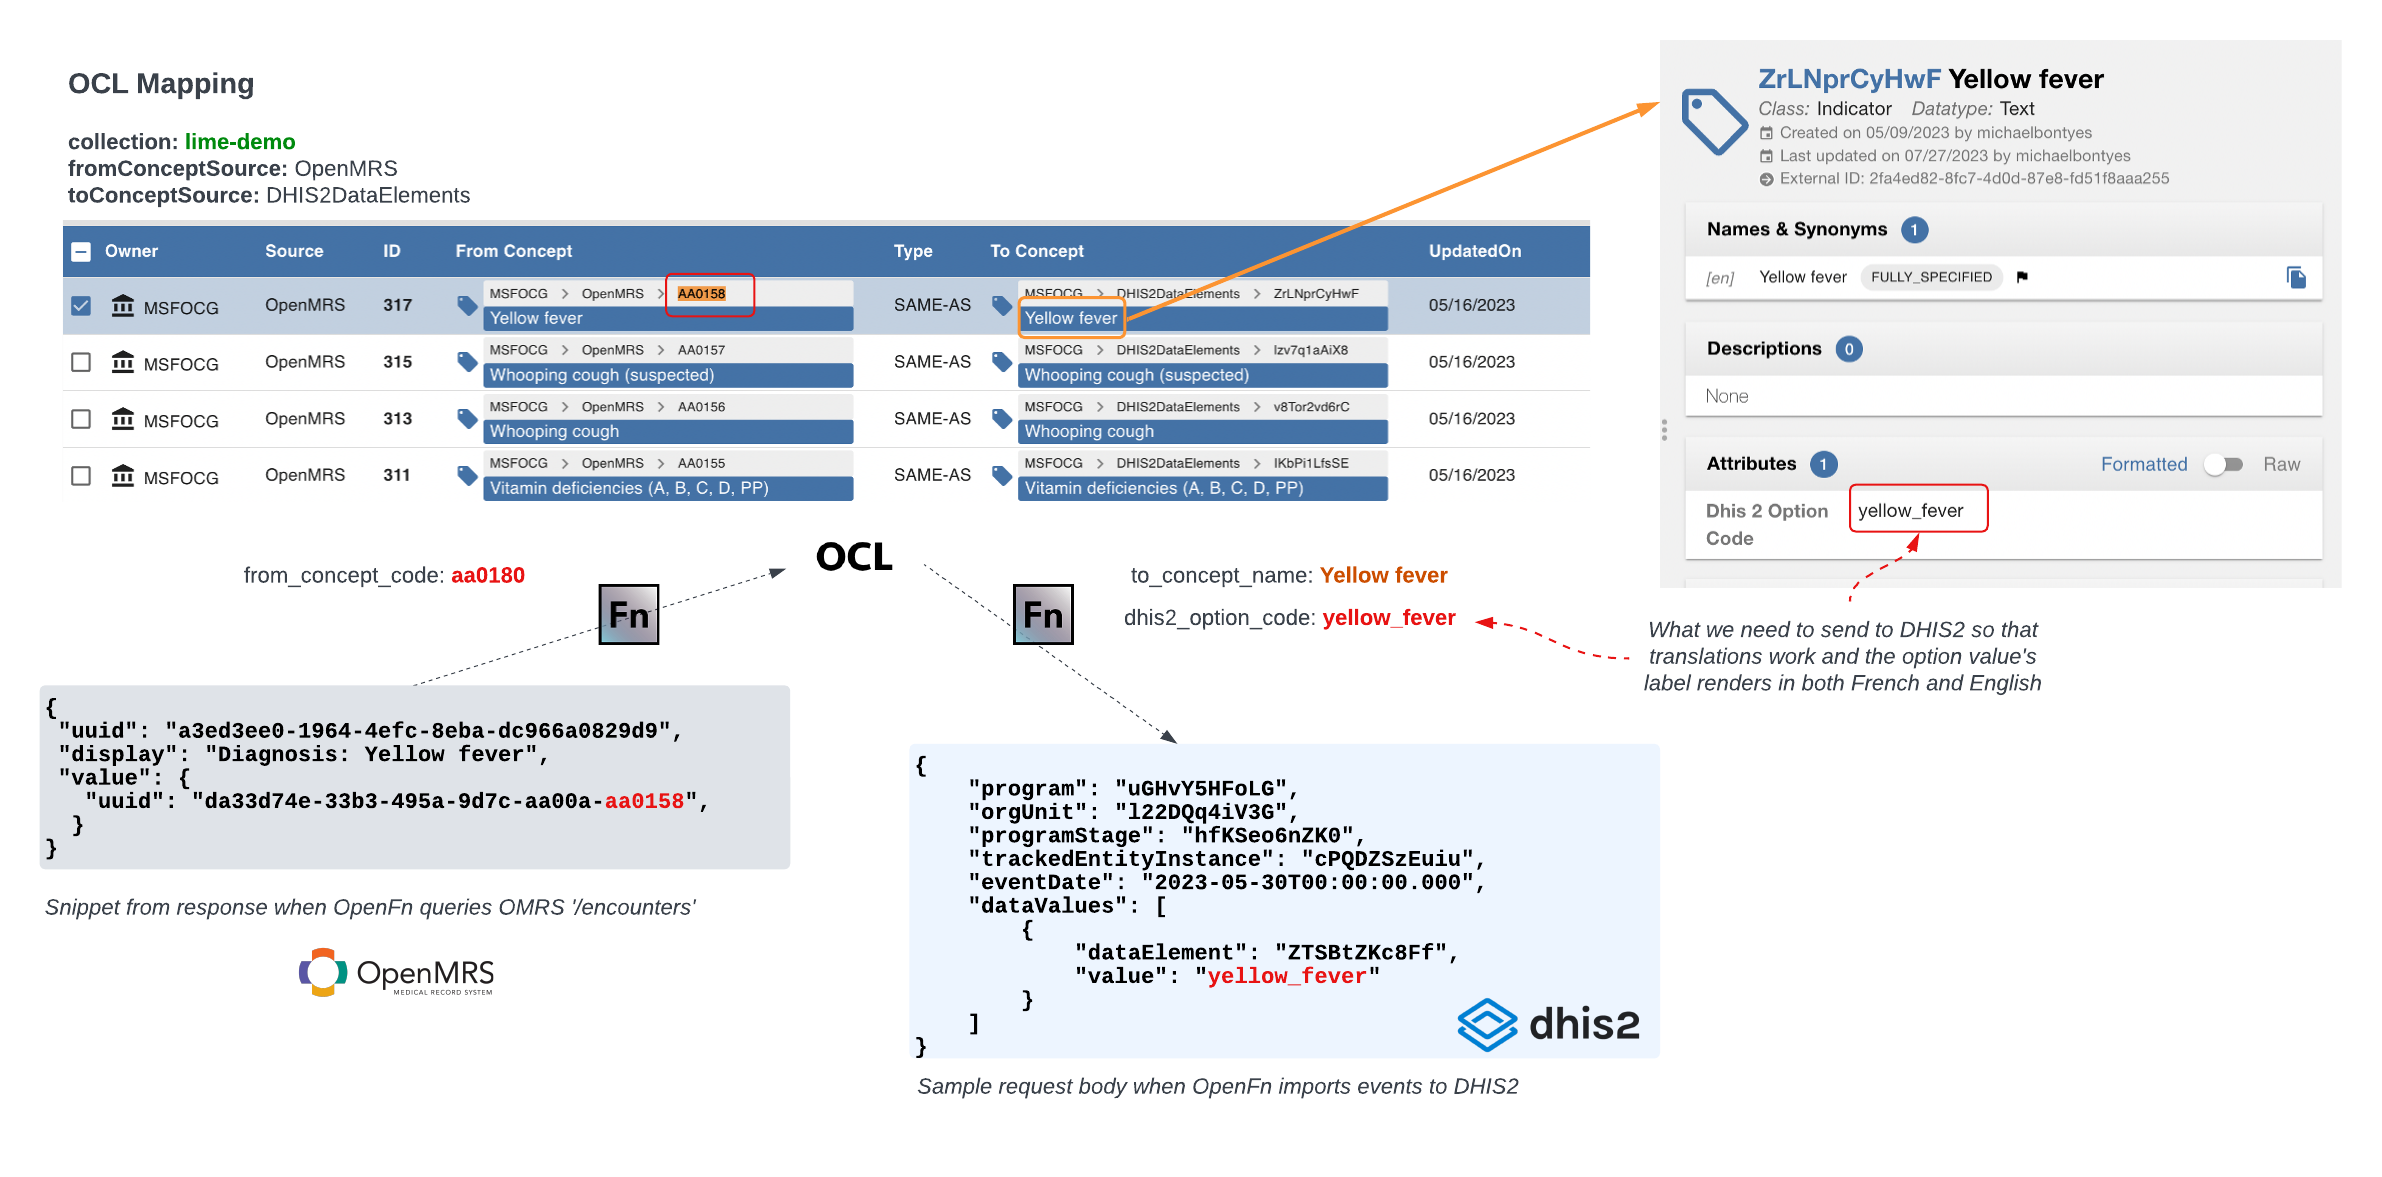 OCL Mapping
collection: lime-demo
fromConceptSource: OpenMRS
toConceptSource: DHIS2DataElements
Owner Source ID From Concept Type To Concept UpdatedOn
MSFOCG OpenMRS 317 MSFOCG > OpenMRS > AA0158 SAME-AS MSFOCG > DHIS2DataElements > ZrLNprCyHwF 05/16/2023
Yellow fever Yellow fever
MSFOCG OpenMRS 315 MSFOCG > OpenMRS > AA0157 SAME-AS MSFOCG > DHIS2DataElements > Izv7q1aAiX8 05/16/2023
Whooping cough (suspected) Whooping cough (suspected)
MSFOCG OpenMRS 313 MSFOCG > OpenMRS > AA0156 SAME-AS MSFOCG > DHIS2DataElements > v8Tor2vd6rC 05/16/2023
Whooping cough Whooping cough
MSFOCG OpenMRS 311 MSFOCG > OpenMRS > AA0155 SAME-AS MSFOCG > DHIS2DataElements > IKbPi1LfsSE 05/16/2023
Vitamin deficiencies (A, B, C, D, PP) Vitamin deficiencies (A, B, C, D, PP)
ZrLNprCyHwF Yellow fever
Class: Indicator Datatype: Text
Created on 05/09/2023 by michaelbontyes
Last updated on 07/27/2023 by michaelbontyes
External ID: 2fa4ed82-8fc7-4d0d-87e8-fd51f8aaa255
Names & Synonyms 1
[en] Yellow fever FULLY_SPECIFIED
Descriptions 0
None
Attributes 1 Formatted Raw
Dhis 2 Option Code yellow_fever
What we need to send to DHIS2 so that
translations work and the option value's
label renders in both French and English
from_concept_code: aa0180
Fn
OCL
Fn
to_concept_name: Yellow fever
dhis2_option_code: yellow_fever
{
"uuid": "a3ed3ee0-1964-4efc-8eba-dc966a0829d9",
"display": "Diagnosis: Yellow fever",
"value": {
"uuid": "da33d74e-33b3-495a-9d7c-aa00a-aa0158",
}
}
Snippet from response when OpenFn queries OMRS '/encounters'
OpenMRS
MEDICAL RECORD SYSTEM
{
"program": "uGHvY5HFoLG",
"orgUnit": "l22DQq4iV3G",
"programStage": "hfKSeo6nZK0",
"trackedEntityInstance": "cPQDZSzEuiu",
"eventDate": "2023-05-30T00:00:00.000",
"dataValues": [
{
"dataElement": "ZTSBtZKc8Ff",
"value": "yellow_fever"
}
]
}
dhis2
Sample request body when OpenFn imports events to DHIS2